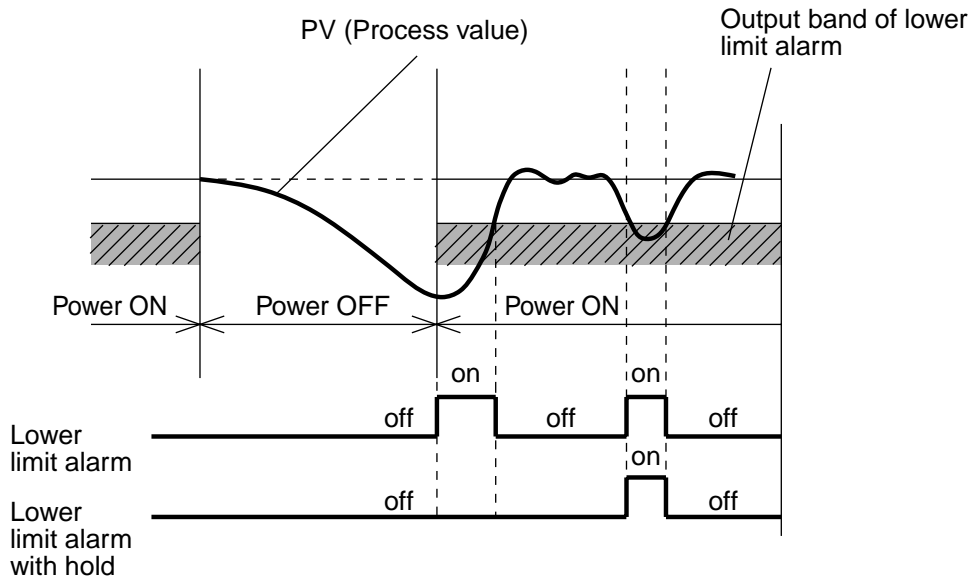 PV (Process value)
Output band of lower
limit alarm
Power ON
Power OFF
Power ON
on
on
off
off
off
Lower
limit alarm
on
off
off
Lower
limit alarm
with hold